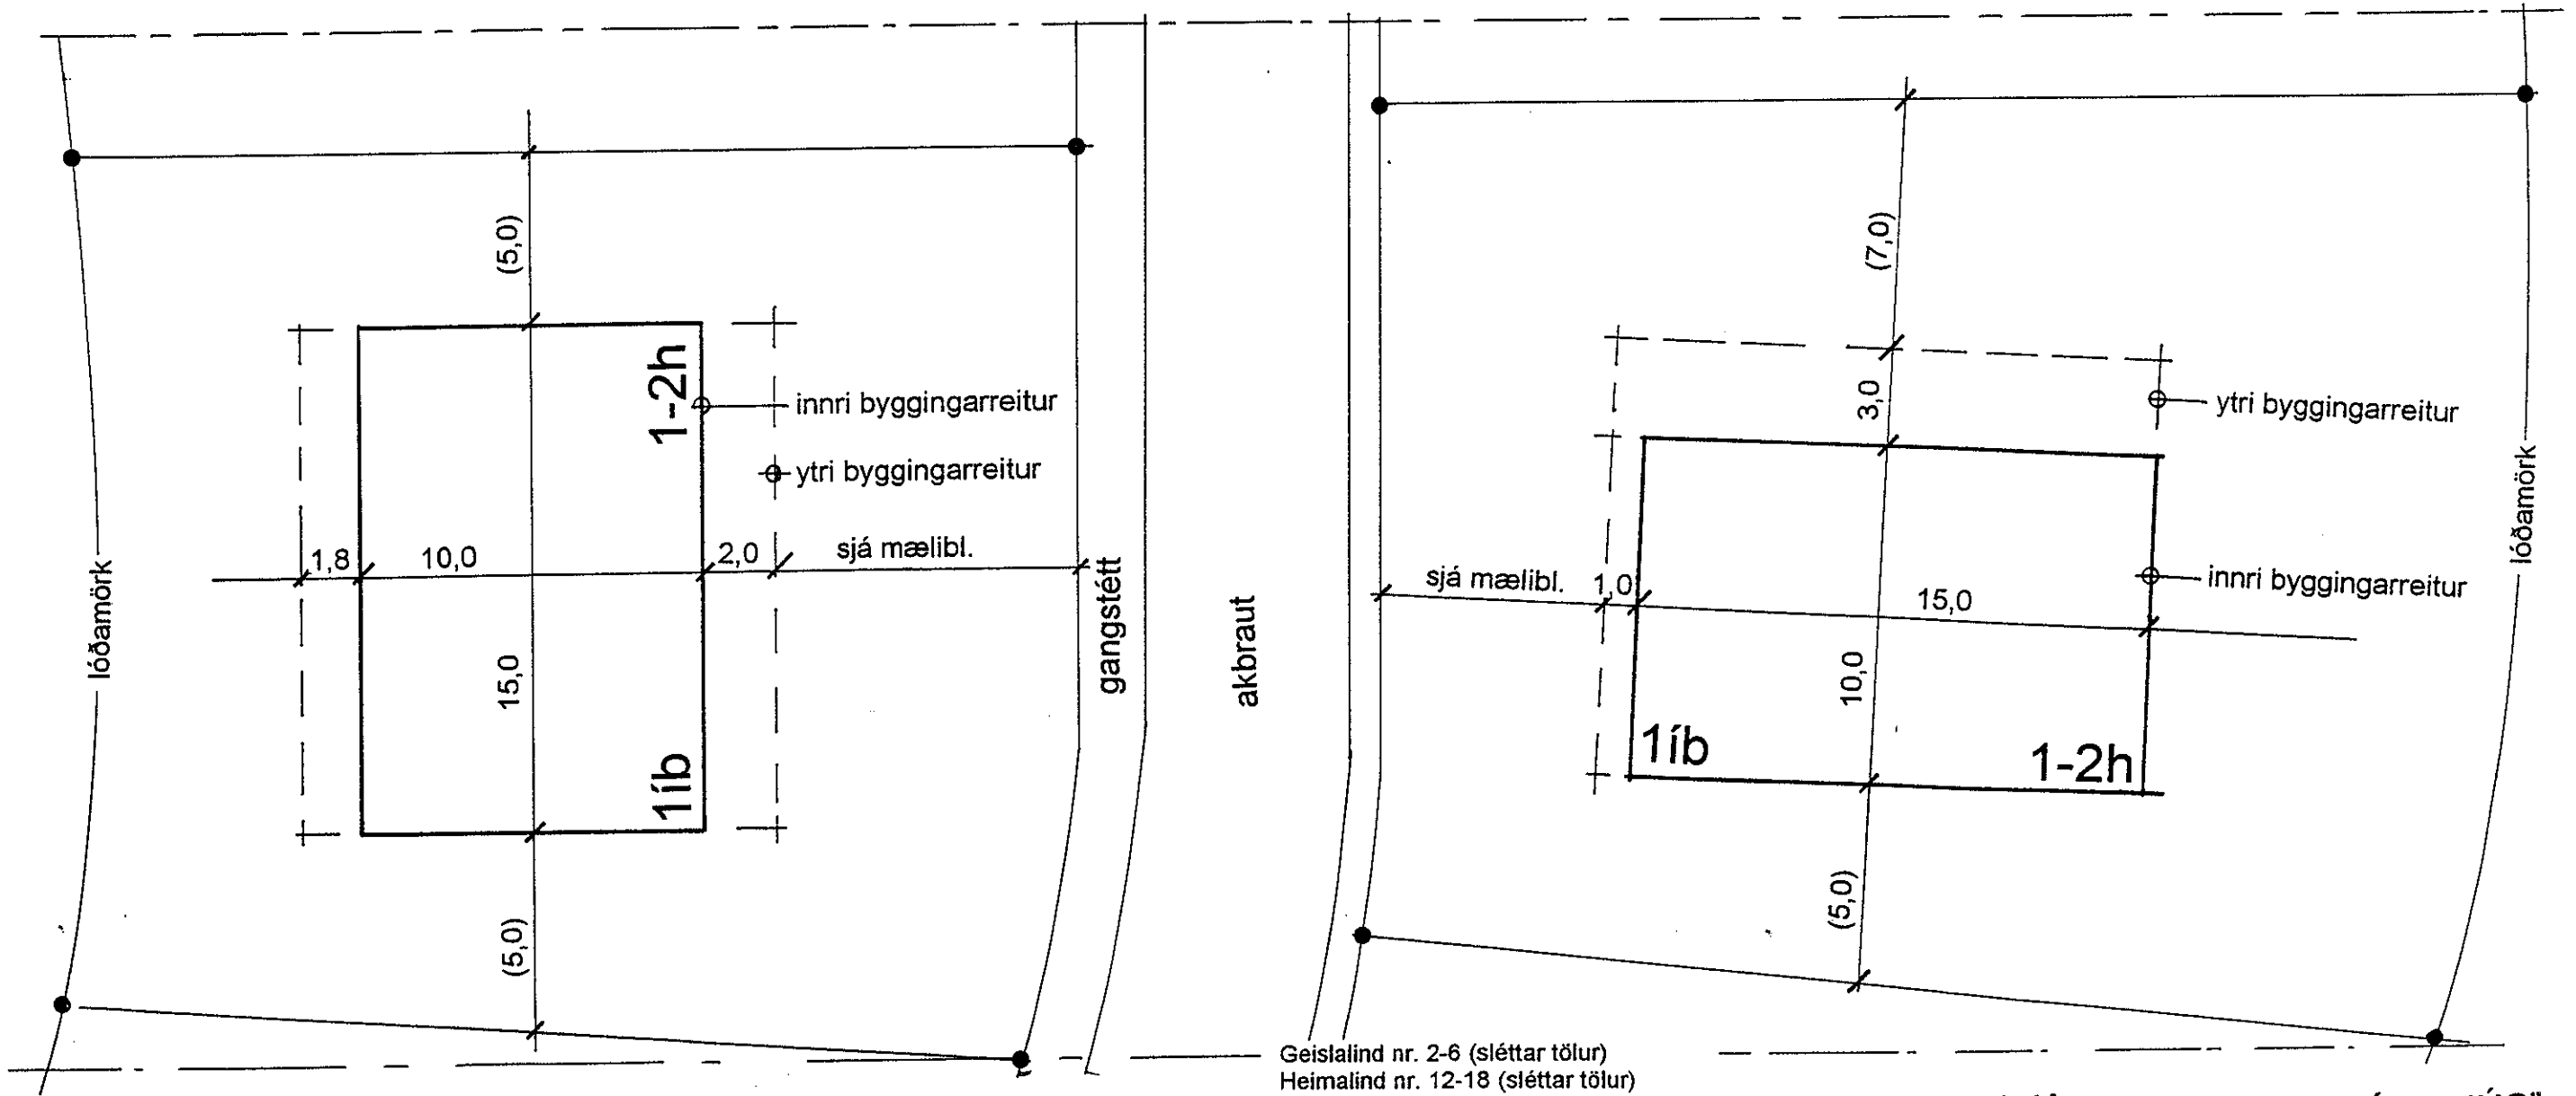 (5,0)
1-2h
innri byggingarreitur
ytri byggingarreitur
lóðamörk
1,8
10,0
2,0
sjá mælibl.
15,0
1íb
(5,0)
gangstétt
akbraut
(7,0)
3,0
ytri byggingarreitur
lóðamörk
sjá mælibl.
1,0
15,0
innri byggingarreitur
10,0
1íb
1-2h
(5,0)
Geislalind nr. 2-6 (sléttar tölur)
Heimalind nr. 12-18 (sléttar tölur)